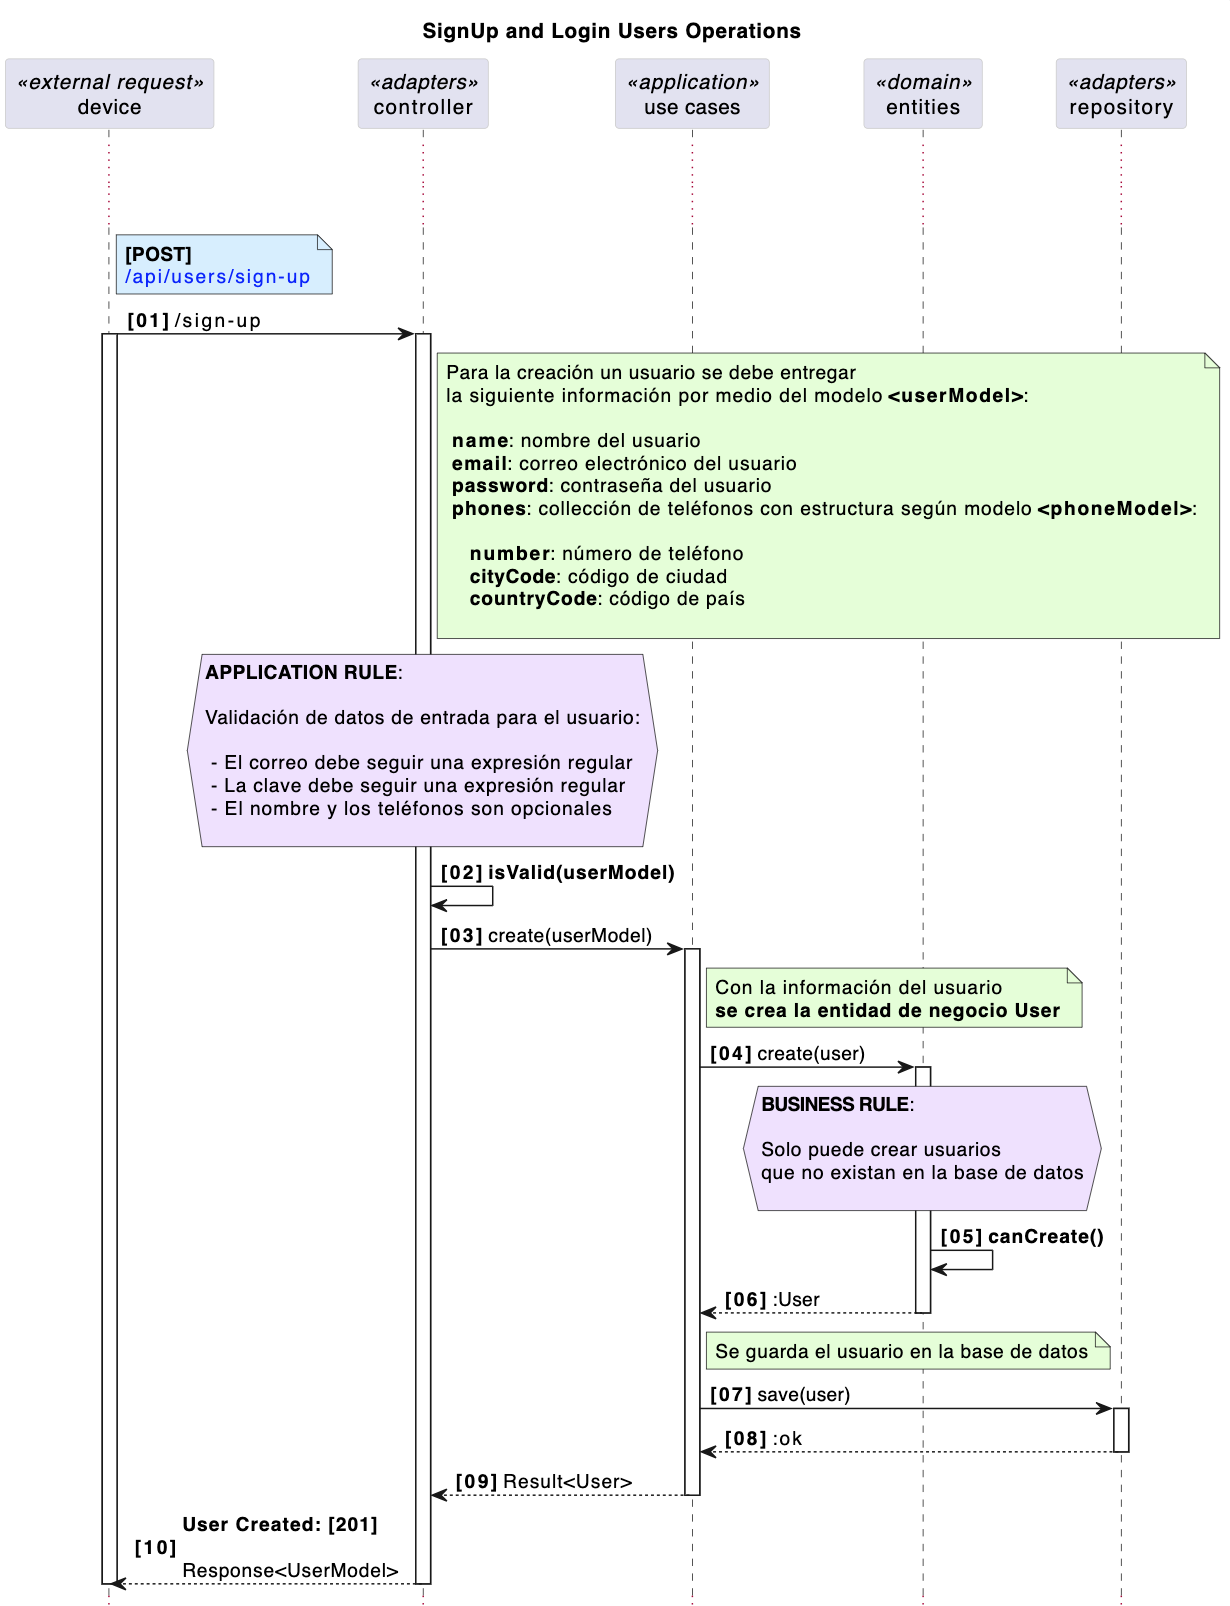 SignUp and Login Users Operations
«external request»
device
«adapters»
controller
«application»
use cases
«domain»
entities
«adapters»
repository
[POST]
/api/users/sign-up
[01] /sign-up
Para la creación un usuario se debe entregar
la siguiente información por medio del modelo <userModel>:
name: nombre del usuario
email: correo electrónico del usuario
password: contraseña del usuario
phones: collección de teléfonos con estructura según modelo <phoneModel>:
number: número de teléfono
cityCode: código de ciudad
countryCode: código de país
APPLICATION RULE:
Validación de datos de entrada para el usuario:
- El correo debe seguir una expresión regular
- La clave debe seguir una expresión regular
- El nombre y los teléfonos son opcionales
[02] isValid(userModel)
[03] create(userModel)
Con la información del usuario
se crea la entidad de negocio User
[04] create(user)
BUSINESS RULE:
Solo puede crear usuarios
que no existan en la base de datos
[05] canCreate()
[06] :User
Se guarda el usuario en la base de datos
[07] save(user)
[08] :ok
[09] Result<User>
User Created: [201]
[10]
Response<UserModel>